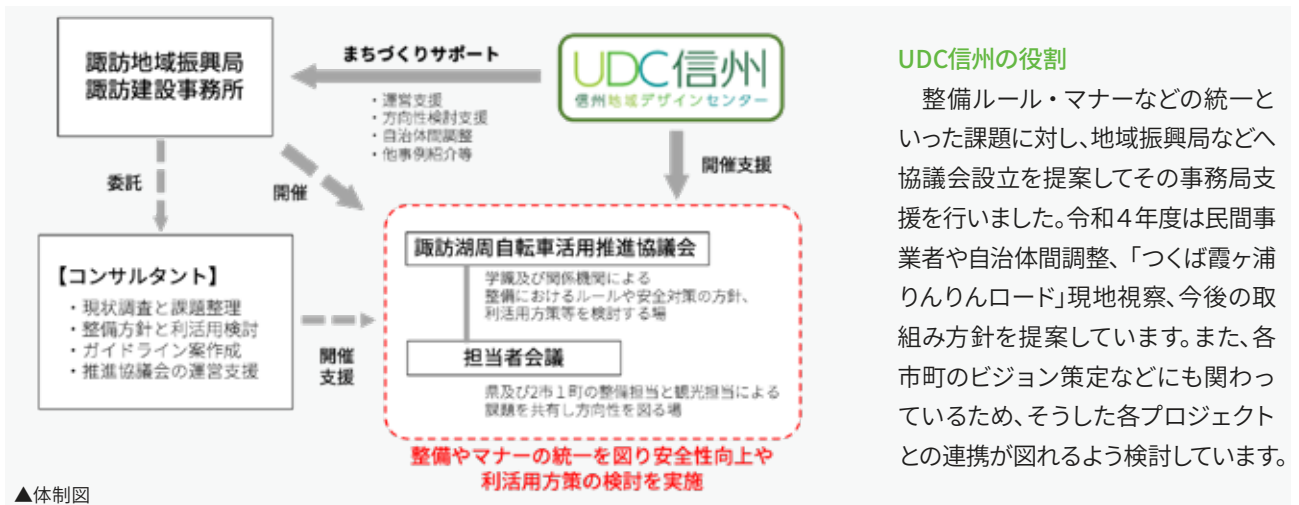 諏訪地域振興局
諏訪建設事務所
まちづくりサポート
・運営支援
・方向性検討支援
・自治体間調整
・他事例紹介等
UDC信州
信州地域デザインセンター
委託
開催
開催支援
【コンサルタント】
・現状調査と課題整理
・整備方針と利活用検討
・ガイドライン案作成
・推進協議会の運営支援
開催
支援
諏訪湖周自転車活用推進協議会
学識及び関係機関による
整備におけるルールや安全対策の方針、
利活用方策等を検討する場
担当者会議
県及び2市1町の整備担当と観光担当による
課題を共有し方向性を図る場
整備やマナーの統一を図り安全性向上や
利活用方策の検討を実施
▲体制図
UDC信州の役割
整備ルール・マナーなどの統一と
いった課題に対し、地域振興局などへ
協議会設立を提案してその事務局支
援を行いました。令和4年度は民間事
業者や自治体間調整、「つくば霞ヶ浦
りんりんロード」現地視察、今後の取
組み方針を提案しています。また、各
市町のビジョン策定などにも関わっ
ているため、そうした各プロジェクト
との連携が図れるよう検討しています。